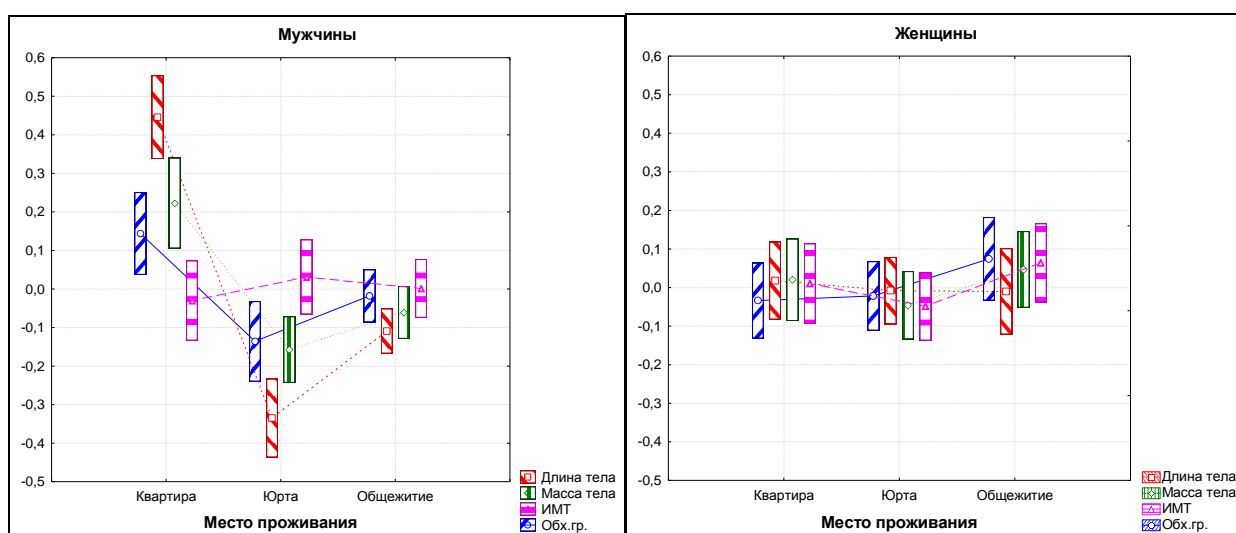 Мужчины
0,6
0,5
0,4
0,3
0,2
0,1
0,0
-0,1
-0,2
-0,3
-0,4
-0,5
Квартира Юрта Общежитие
Место проживания
Длина тела
Масса тела
ИМТ
Обх.гр.
Женщины
0,6
0,5
0,4
0,3
0,2
0,1
0,0
-0,1
-0,2
-0,3
-0,4
-0,5
Квартира Юрта Общежитие
Место проживания
Длина тела
Масса тела
ИМТ
Обх.гр.